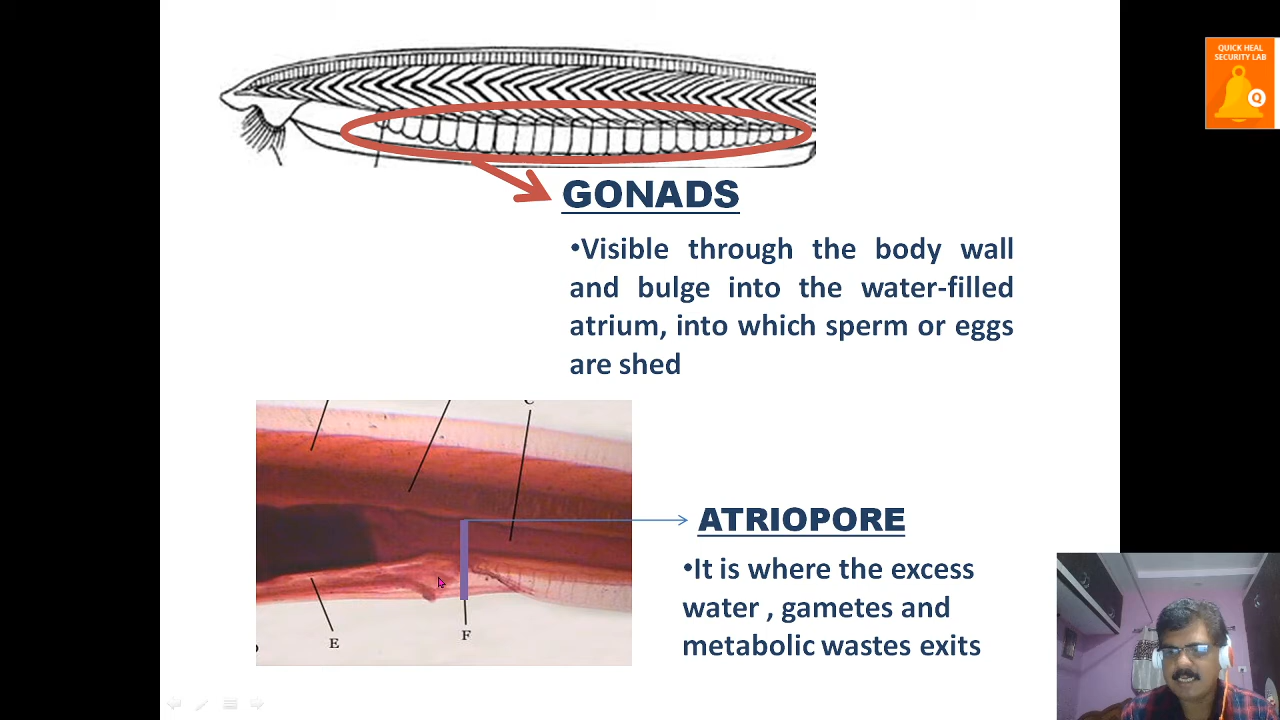 QUICK HEAL
SECURITY LAB
GONADS
•Visible through the body wall
and bulge into the water-filled
atrium, into which sperm or eggs
are shed
C
ATRIOPORE
•It is where the excess
water , gametes and
metabolic wastes exits
E
F